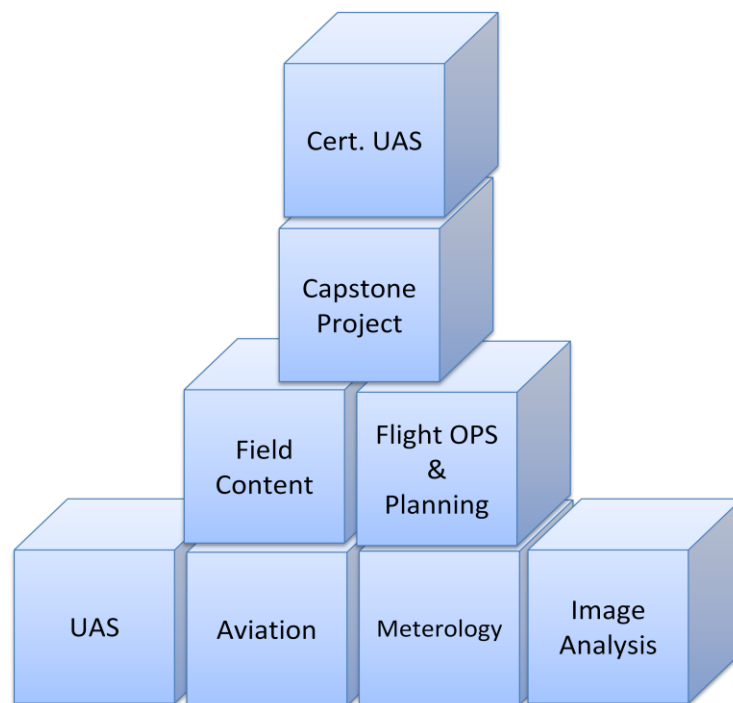 Cert. UAS
Capstone
Project
Field
Content
Flight OPS
&
Planning
UAS
Aviation
Meterology
Image
Analysis